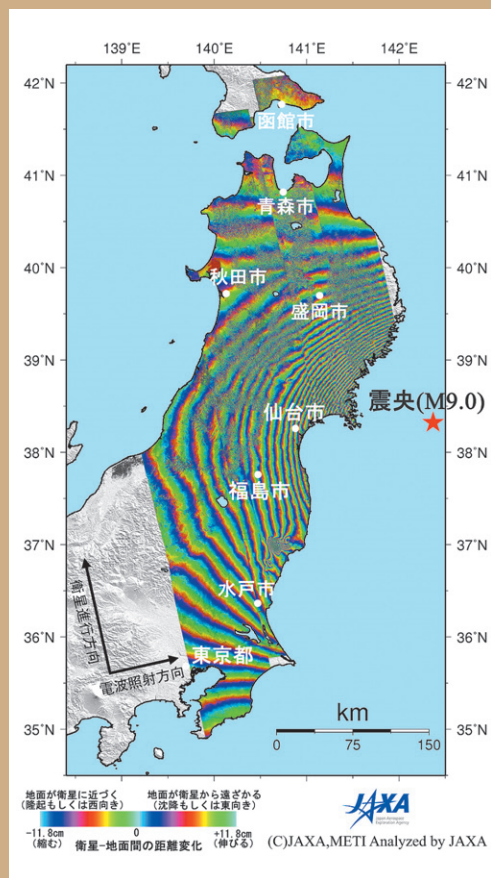 139°E 140°E 141°E 142°E
42°N 42°N
函館市
41°N 41°N
青森市
40°N 40°N
秋田市
盛岡市
39°N 39°N
震央(M9.0)
仙台市
38°N 38°N
福島市
37°N 37°N
水戸市
衛星進行方向
36°N 36°N
東京都
電波照射方向
km
35°N 35°N
0 75 150
地面が衛星に近づく 地面が衛星から遠ざかる
(隆起もしくは西向き) (沈降もしくは東向き)
-11.8cm 0 +11.8cm
(縮む) (伸びる)
衛星-地面間の距離変化
JAXA
Japan Aerospace Exploration Agency
(C)JAXA,METI Analyzed by JAXA